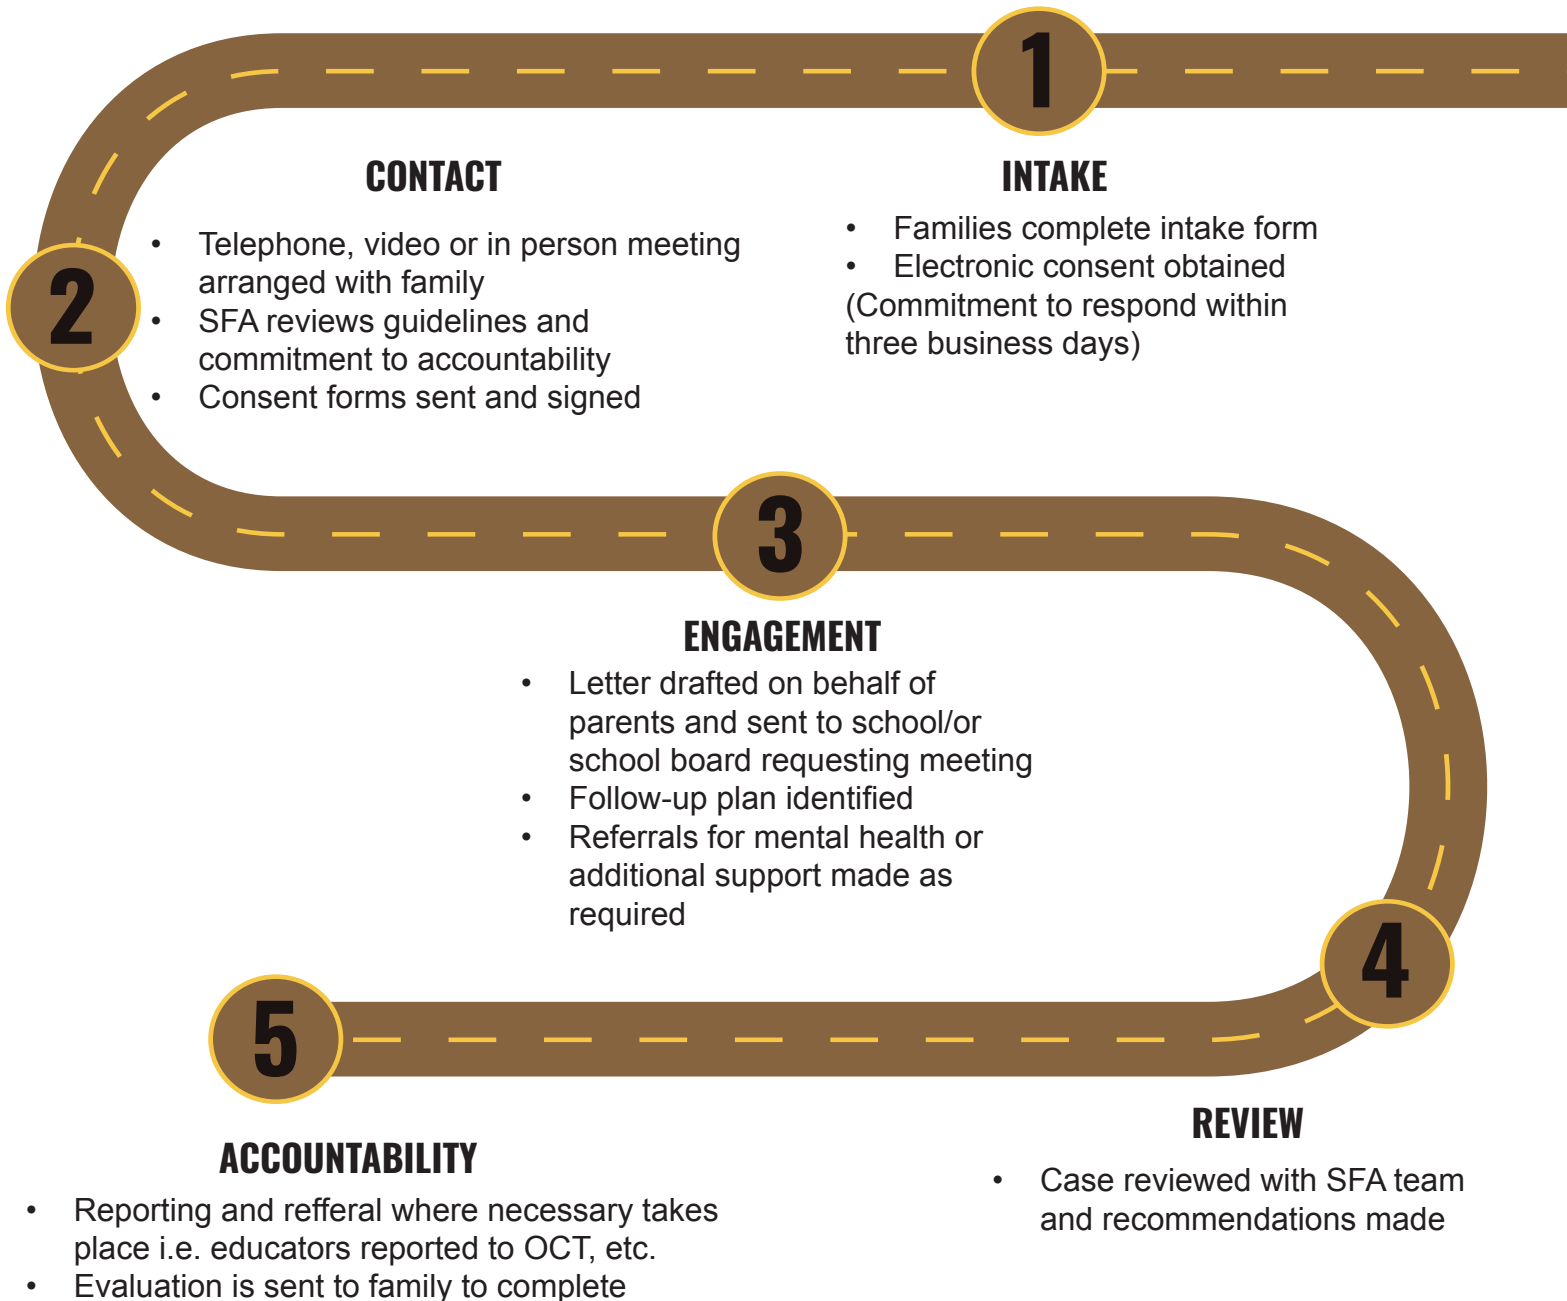 1
INTAKE
• Families complete intake form
• Electronic consent obtained
(Commitment to respond within
three business days)
2
CONTACT
• Telephone, video or in person meeting
arranged with family
• SFA reviews guidelines and
commitment to accountability
• Consent forms sent and signed
3
ENGAGEMENT
• Letter drafted on behalf of
parents and sent to school/or
school board requesting meeting
• Follow-up plan identified
• Referrals for mental health or
additional support made as
required
4
REVIEW
• Case reviewed with SFA team
and recommendations made
5
ACCOUNTABILITY
• Reporting and refferal where necessary takes
place i.e. educators reported to OCT, etc.
• Evaluation is sent to family to complete